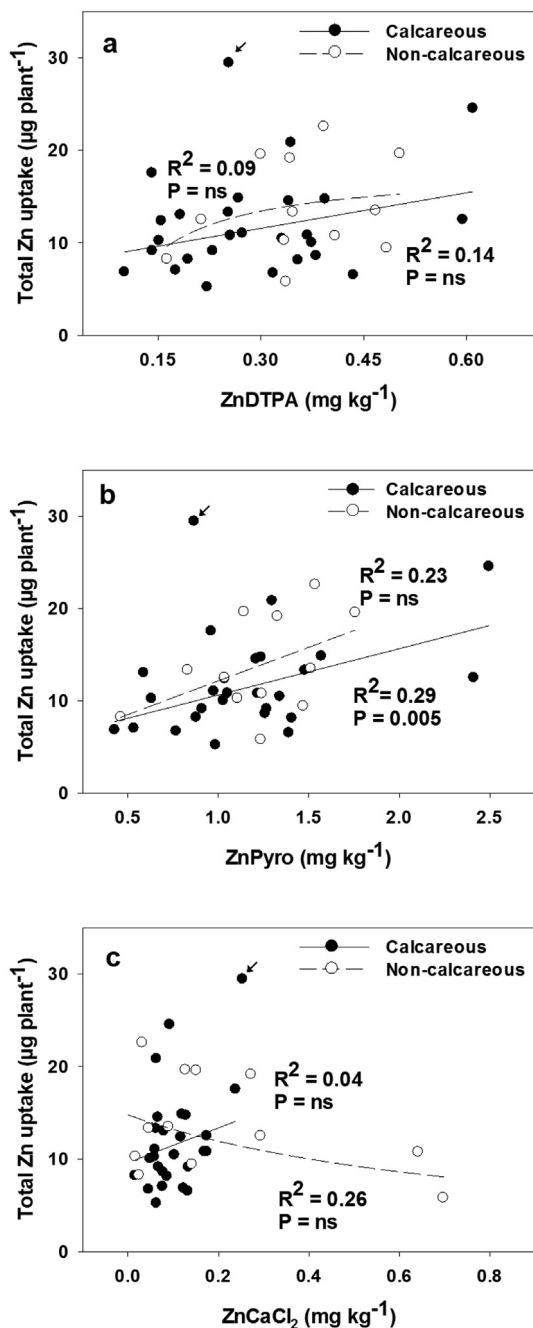 a
Calcareous
Non-calcareous
Total Zn uptake (µg plant⁻¹)
30
20
10
0
R² = 0.09
P = ns
R² = 0.14
P = ns
0.15 0.30 0.45 0.60
ZnDTPA (mg kg⁻¹)
b
Calcareous
Non-calcareous
Total Zn uptake (µg plant⁻¹)
30
20
10
0
R² = 0.23
P = ns
R² = 0.29
P = 0.005
0.5 1.0 1.5 2.0 2.5
ZnPyro (mg kg⁻¹)
c
Calcareous
Non-calcareous
Total Zn uptake (µg plant⁻¹)
30
20
10
0
R² = 0.04
P = ns
R² = 0.26
P = ns
0.0 0.2 0.4 0.6 0.8
ZnCaCl₂ (mg kg⁻¹)